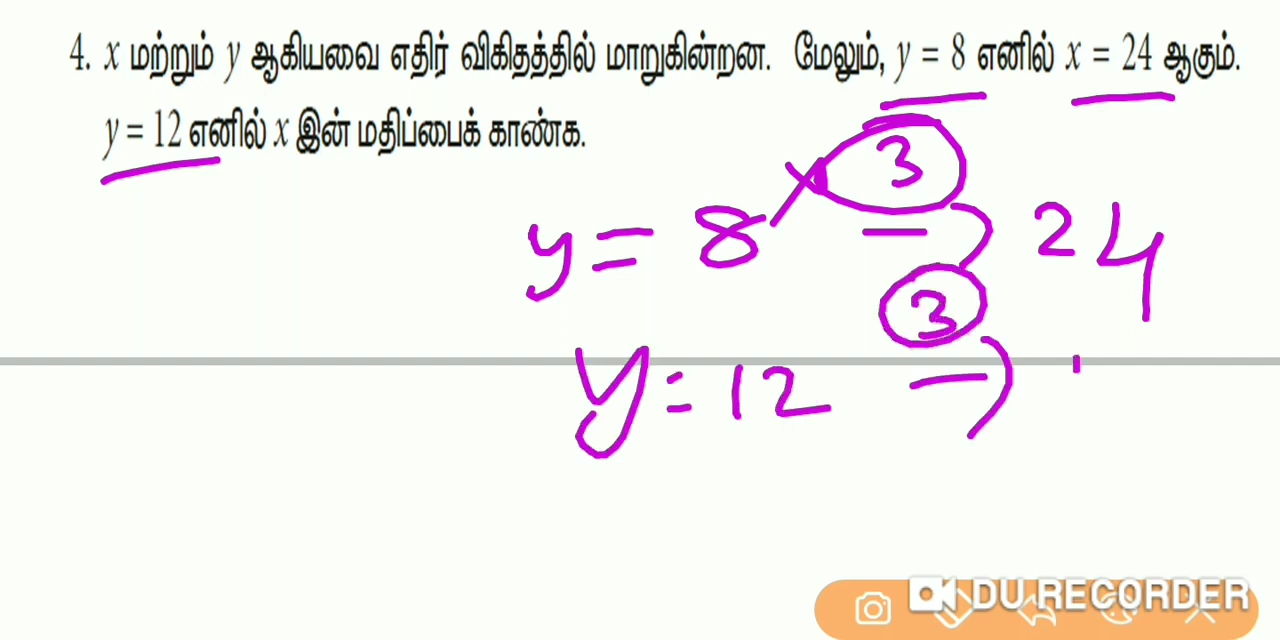 4. x மற்றும் y ஆகியவை எதிர் விகிதத்தில் மாறுகின்றன. மேலும், y = 8 எனில் x = 24 ஆகும்.
y = 12 எனில் x இன் மதிப்பைக் காண்க.
3
y = 8 24
3
y = 12
DU RECORDER